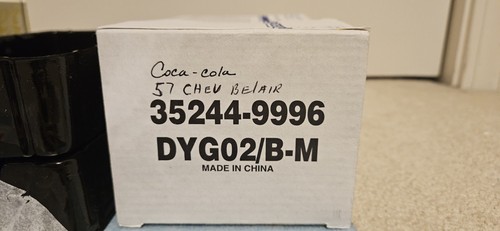 Coca-cola
57 CHEV BELAIR
35244-9996
DYG02/B-M
MADE IN CHINA